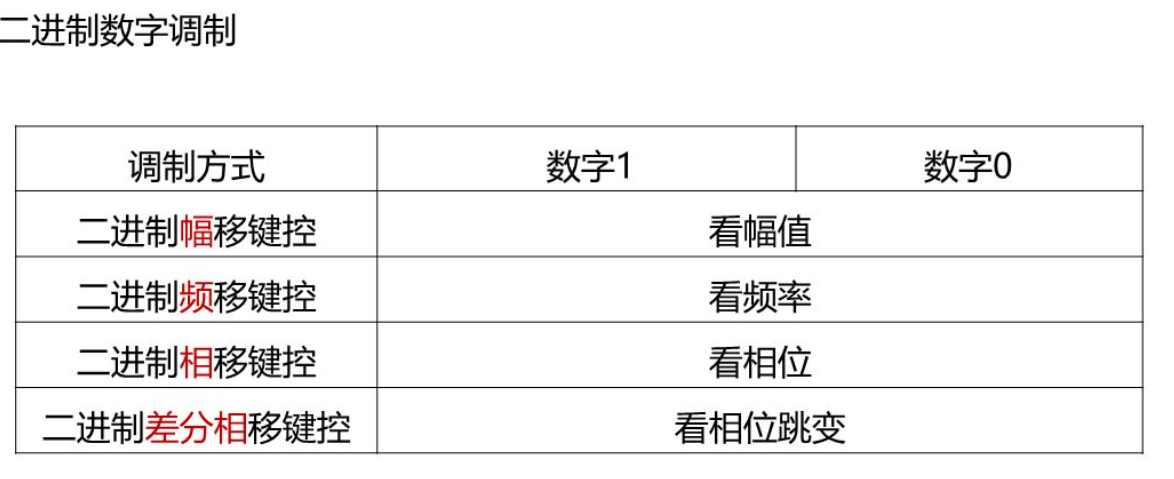 二进制数字调制
调制方式 数字1 数字0
二进制幅移键控 看幅值
二进制频移键控 看频率
二进制相移键控 看相位
二进制差分相移键控 看相位跳变